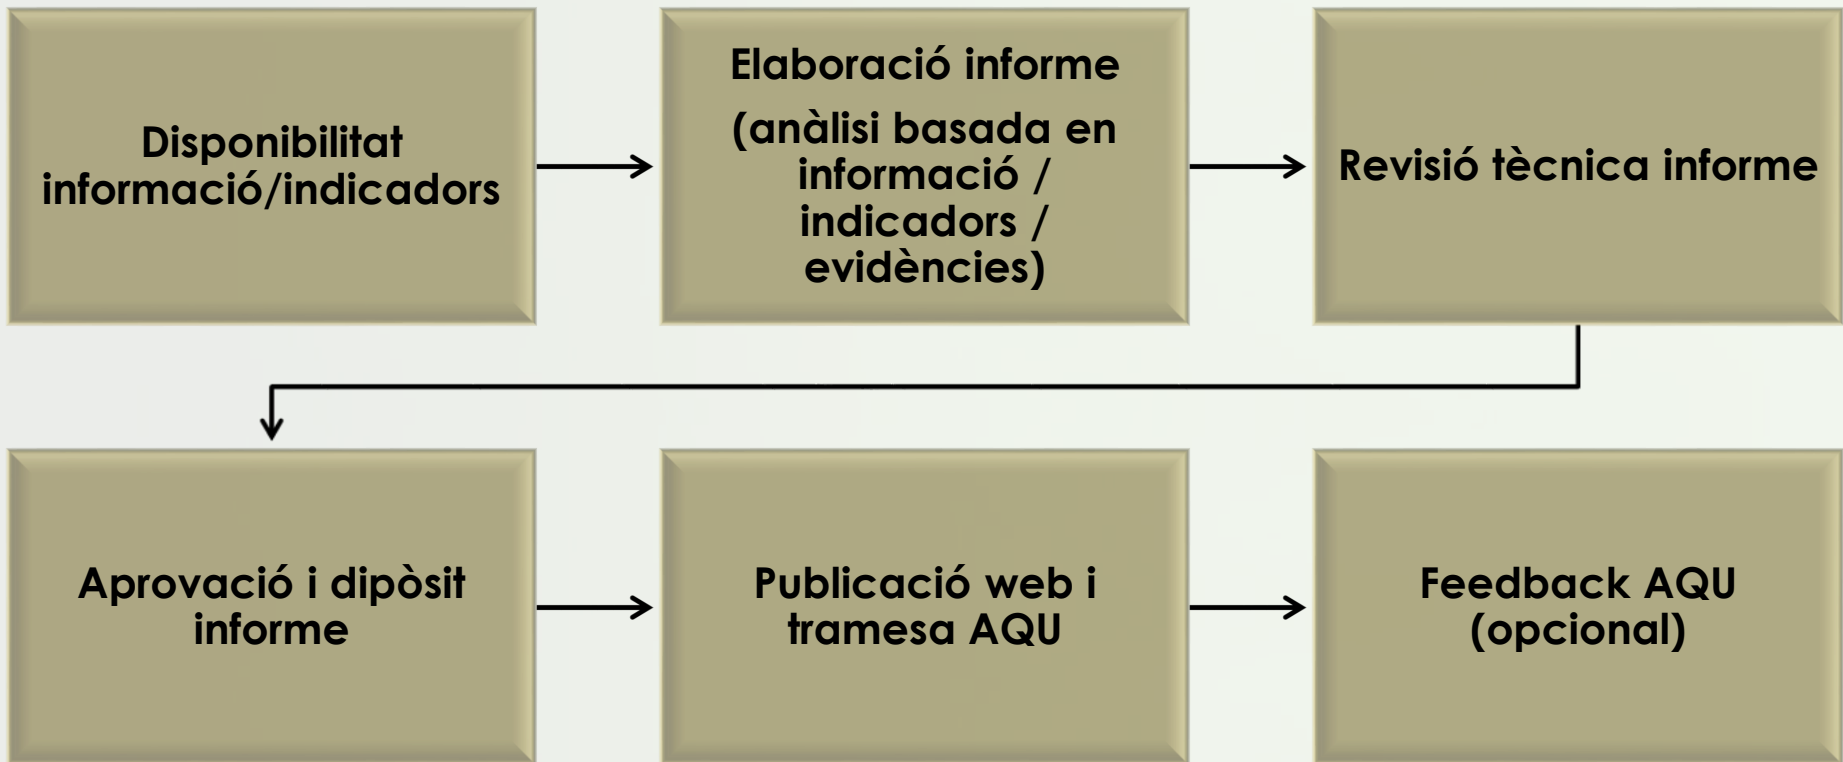 Disponibilitat
informació/indicadors
Elaboració informe
(anàlisi basada en
informació /
indicadors /
evidències)
Revisió tècnica informe
Aprovació i dipòsit
informe
Publicació web i
tramesa AQU
Feedback AQU
(opcional)